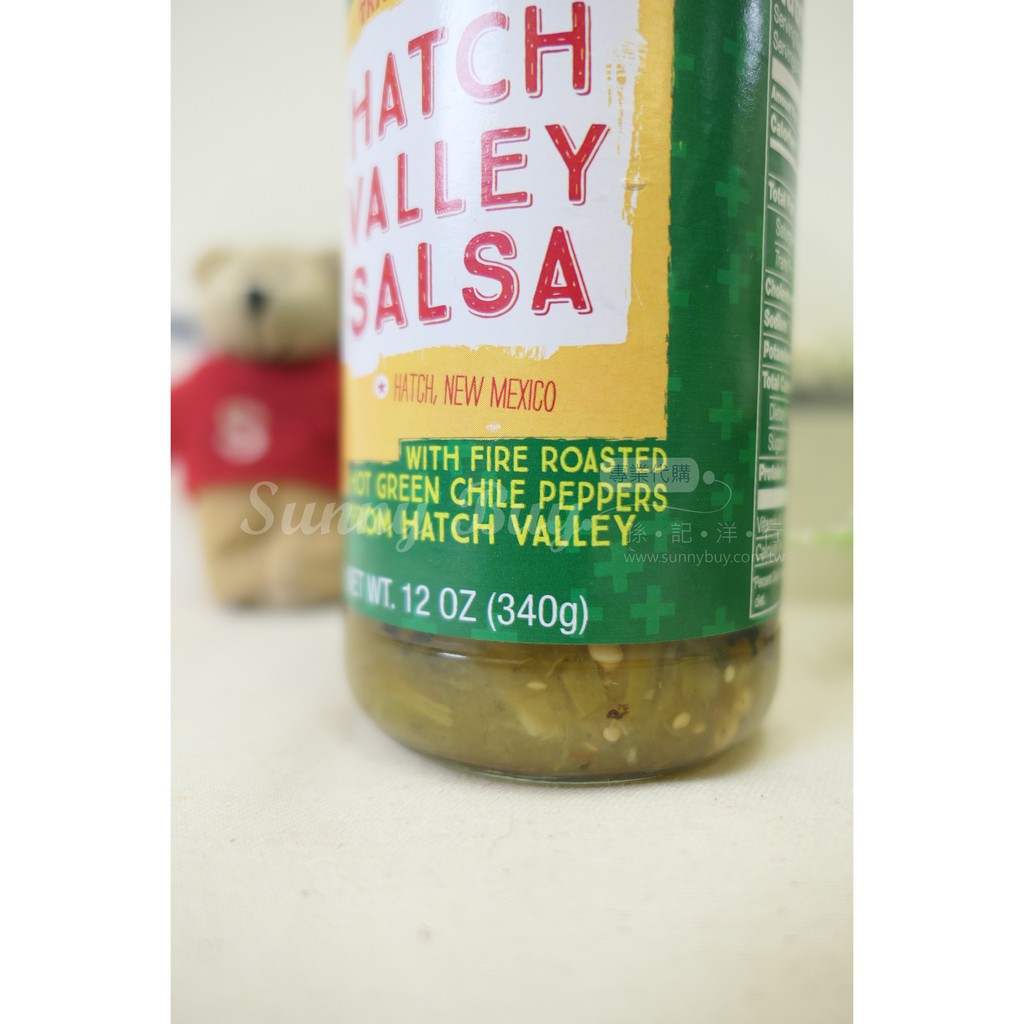 HATCH
VALLEY
SALSA
HATCH, NEW MEXICO
WITH FIRE ROASTED
HOT GREEN CHILE PEPPERS
FROM HATCH VALLEY
NET WT. 12 OZ (340g)
S
Sunny Buy
專業代購
孫・記・洋・行
www.sunnybuy.com.tw